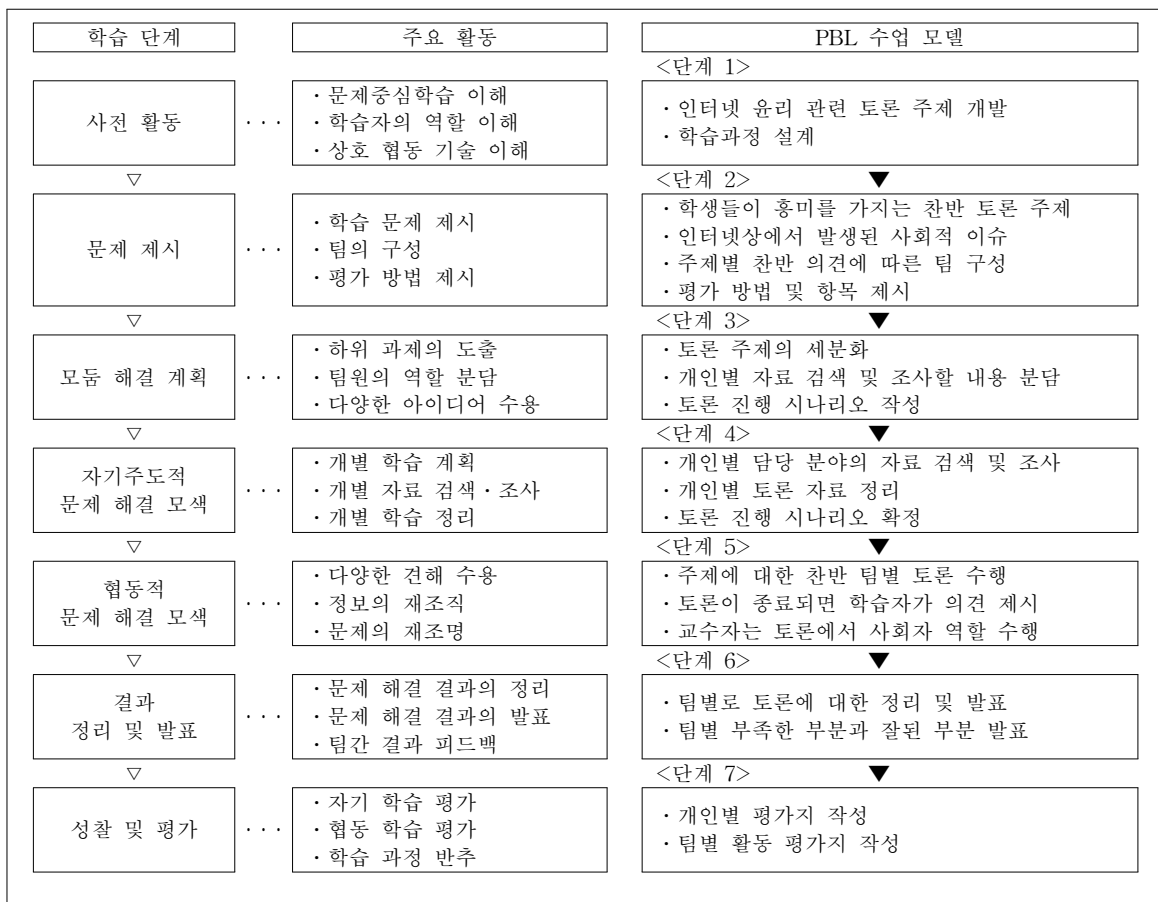 학습 단계
주요 활동
PBL 수업 모델
<단계 1>
사전 활동
· · ·
· 문제중심학습 이해
· 학습자의 역할 이해
· 상호 협동 기술 이해
· 인터넷 윤리 관련 토론 주제 개발
· 학습과정 설계
▽
<단계 2> ▼
문제 제시
· · ·
· 학습 문제 제시
· 팀의 구성
· 평가 방법 제시
· 학생들이 흥미를 가지는 찬반 토론 주제
· 인터넷상에서 발생된 사회적 이슈
· 주제별 찬반 의견에 따른 팀 구성
· 평가 방법 및 항목 제시
▽
<단계 3> ▼
모둠 해결 계획
· · ·
· 하위 과제의 도출
· 팀원의 역할 분담
· 다양한 아이디어 수용
· 토론 주제의 세분화
· 개인별 자료 검색 및 조사할 내용 분담
· 토론 진행 시나리오 작성
▽
<단계 4> ▼
자기주도적
문제 해결 모색
· · ·
· 개별 학습 계획
· 개별 자료 검색·조사
· 개별 학습 정리
· 개인별 담당 분야의 자료 검색 및 조사
· 개인별 토론 자료 정리
· 토론 진행 시나리오 확정
▽
<단계 5> ▼
협동적
문제 해결 모색
· · ·
· 다양한 견해 수용
· 정보의 재조직
· 문제의 재조명
· 주제에 대한 찬반 팀별 토론 수행
· 토론이 종료되면 학습자가 의견 제시
· 교수자는 토론에서 사회자 역할 수행
▽
<단계 6> ▼
결과
정리 및 발표
· · ·
· 문제 해결 결과의 정리
· 문제 해결 결과의 발표
· 팀간 결과 피드백
· 팀별로 토론에 대한 정리 및 발표
· 팀별 부족한 부분과 잘된 부분 발표
▽
<단계 7> ▼
성찰 및 평가
· · ·
· 자기 학습 평가
· 협동 학습 평가
· 학습 과정 반추
· 개인별 평가지 작성
· 팀별 활동 평가지 작성